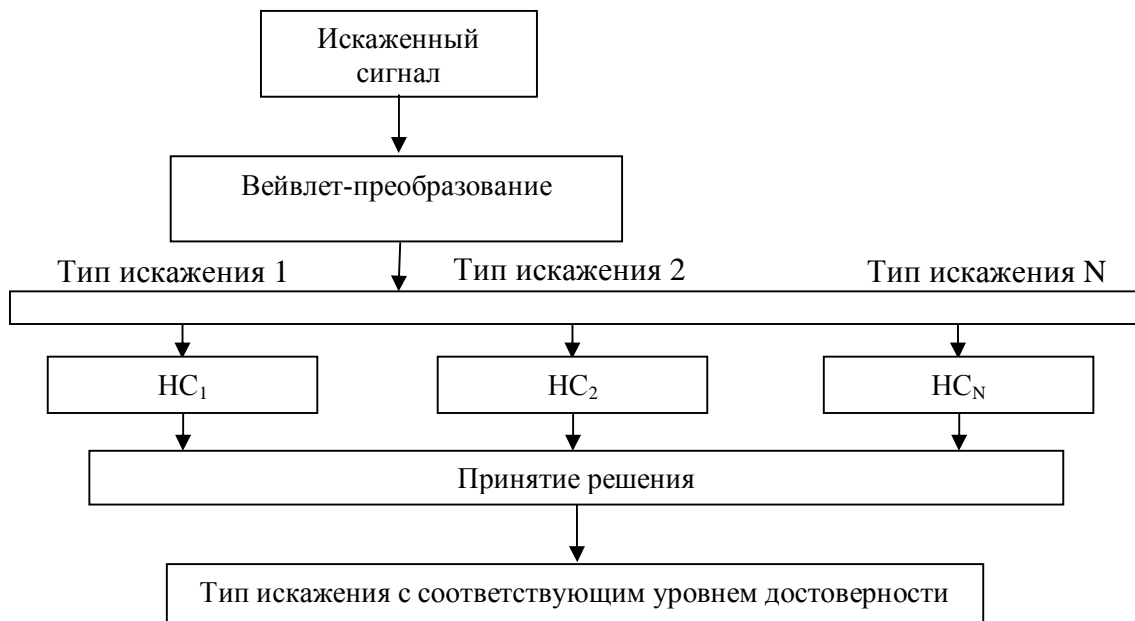 Искаженный
сигнал
Вейвлет-преобразование
Тип искажения 1
Тип искажения 2
Тип искажения N
НС₁
НС₂
НСN
Принятие решения
Тип искажения с соответствующим уровнем достоверности